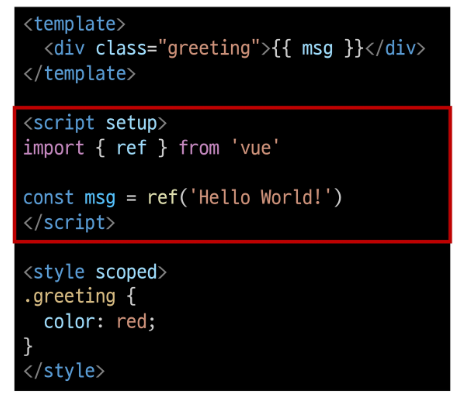 <template>
  <div class="greeting">{{ msg }}</div>
</template>

<script setup>
import { ref } from 'vue'

const msg = ref('Hello World!')
</script>

<style scoped>
.greeting {
  color: red;
}
</style>